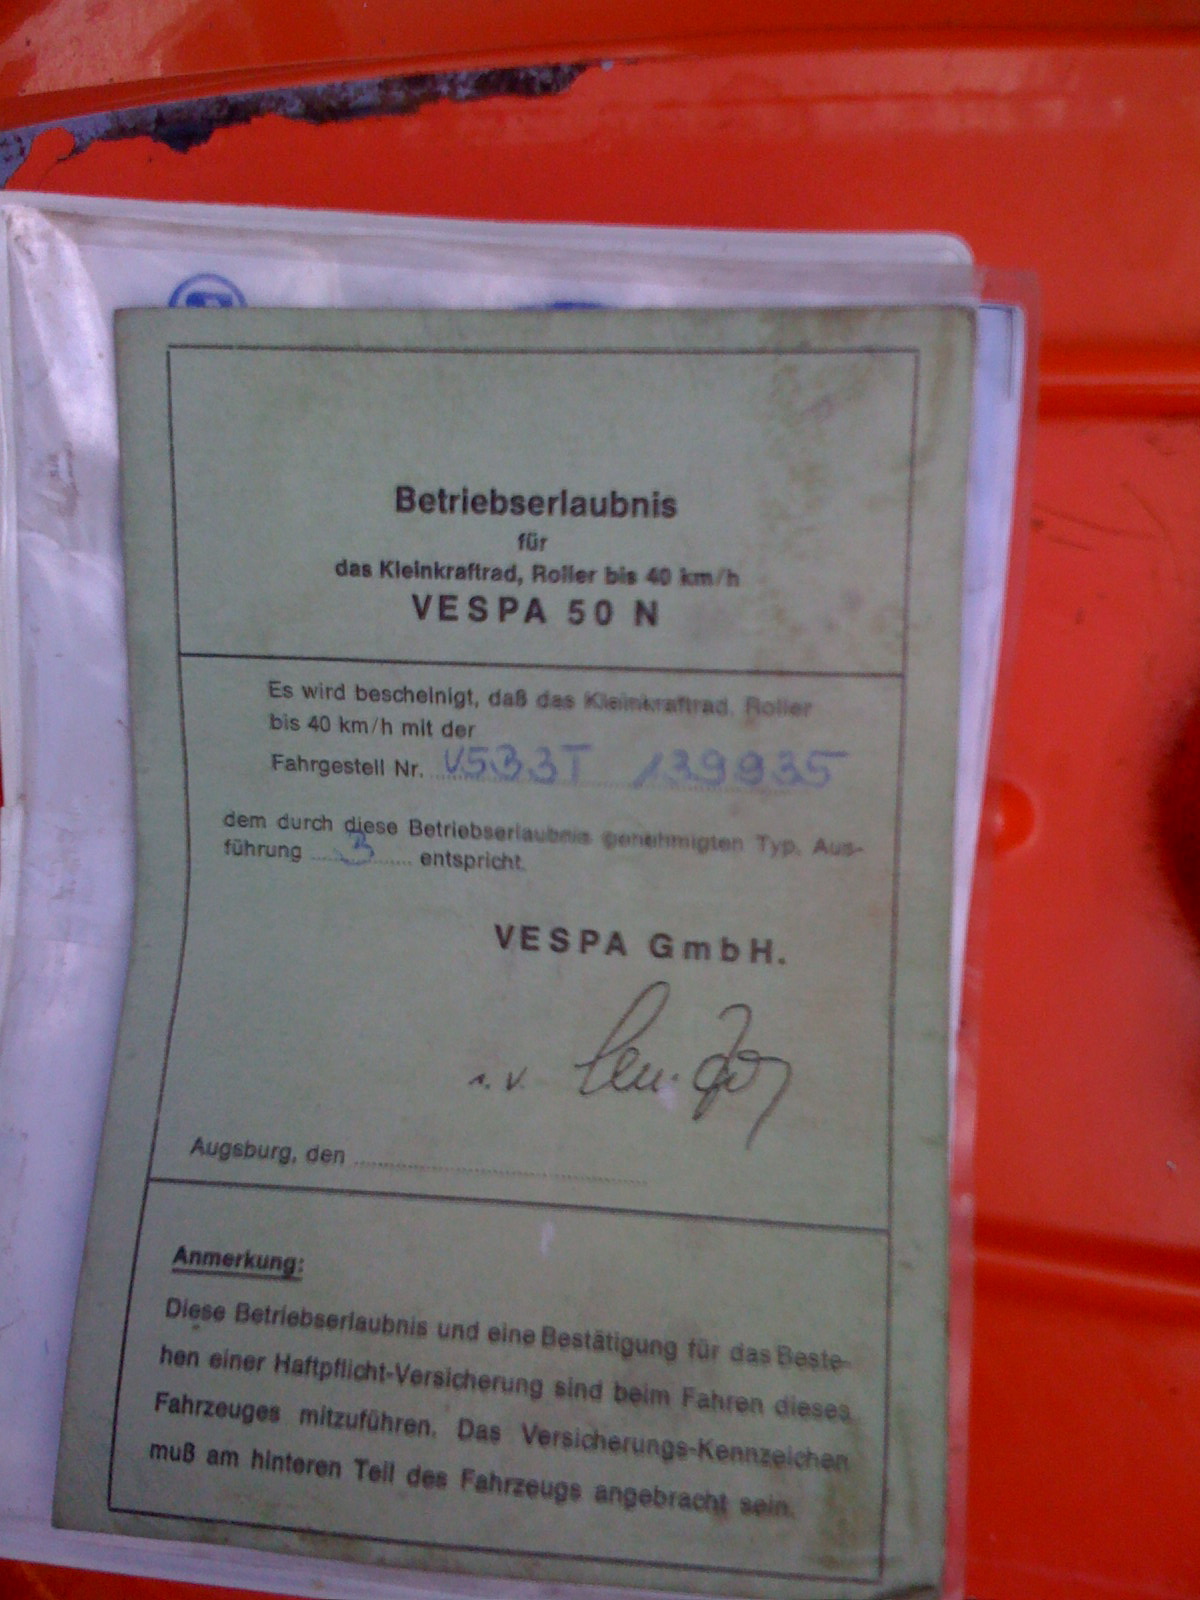 Betriebserlaubnis
für
das Kleinkraftrad, Roller bis 40 km/h
VESPA 50 N
Es wird bescheinigt, daß das Kleinkraftrad, Roller
bis 40 km/h mit der
Fahrgestell Nr. V5B3T 139935
dem durch diese Betriebserlaubnis genehmigten Typ, Aus-
führung B entspricht.
VESPA GmbH.
i. V.
Augsburg, den
Anmerkung:
Diese Betriebserlaubnis und eine Bestätigung für das Beste-
hen einer Haftpflicht-Versicherung sind beim Fahren dieses
Fahrzeuges mitzuführen. Das Versicherungs-Kennzeichen
muß am hinteren Teil des Fahrzeugs angebracht sein.